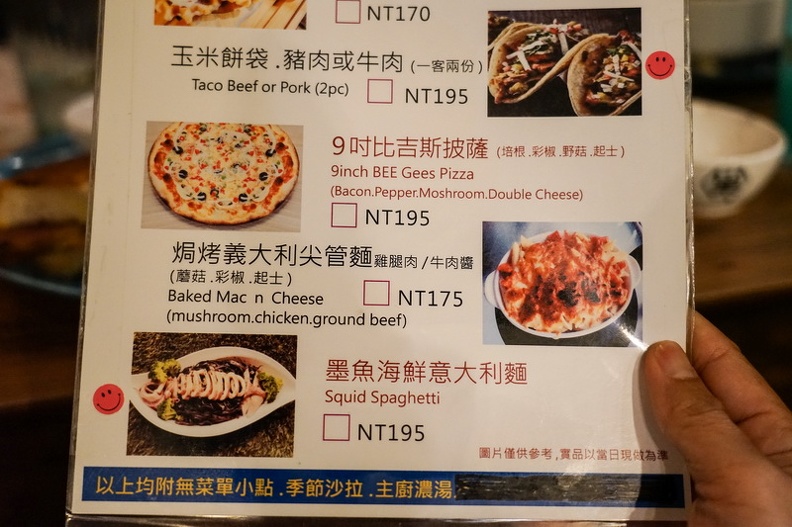 NT170
玉米餅袋.豬肉或牛肉 (一客兩份)
Taco Beef or Pork (2pc) NT195
9吋比吉斯披薩 (培根.彩椒.野菇.起士)
9inch BEE Gees Pizza
(Bacon.Pepper.Moshroom.Double Cheese)
NT195
焗烤義大利尖管麵 雞腿肉/牛肉醬
(蘑菇.彩椒.起士)
Baked Mac n Cheese NT175
(mushroom.chicken.ground beef)
墨魚海鮮意大利麵
Squid Spaghetti
NT195
圖片僅供參考,實品以當日現做為準
以上均附無菜單小點.季節沙拉.主廚濃湯.